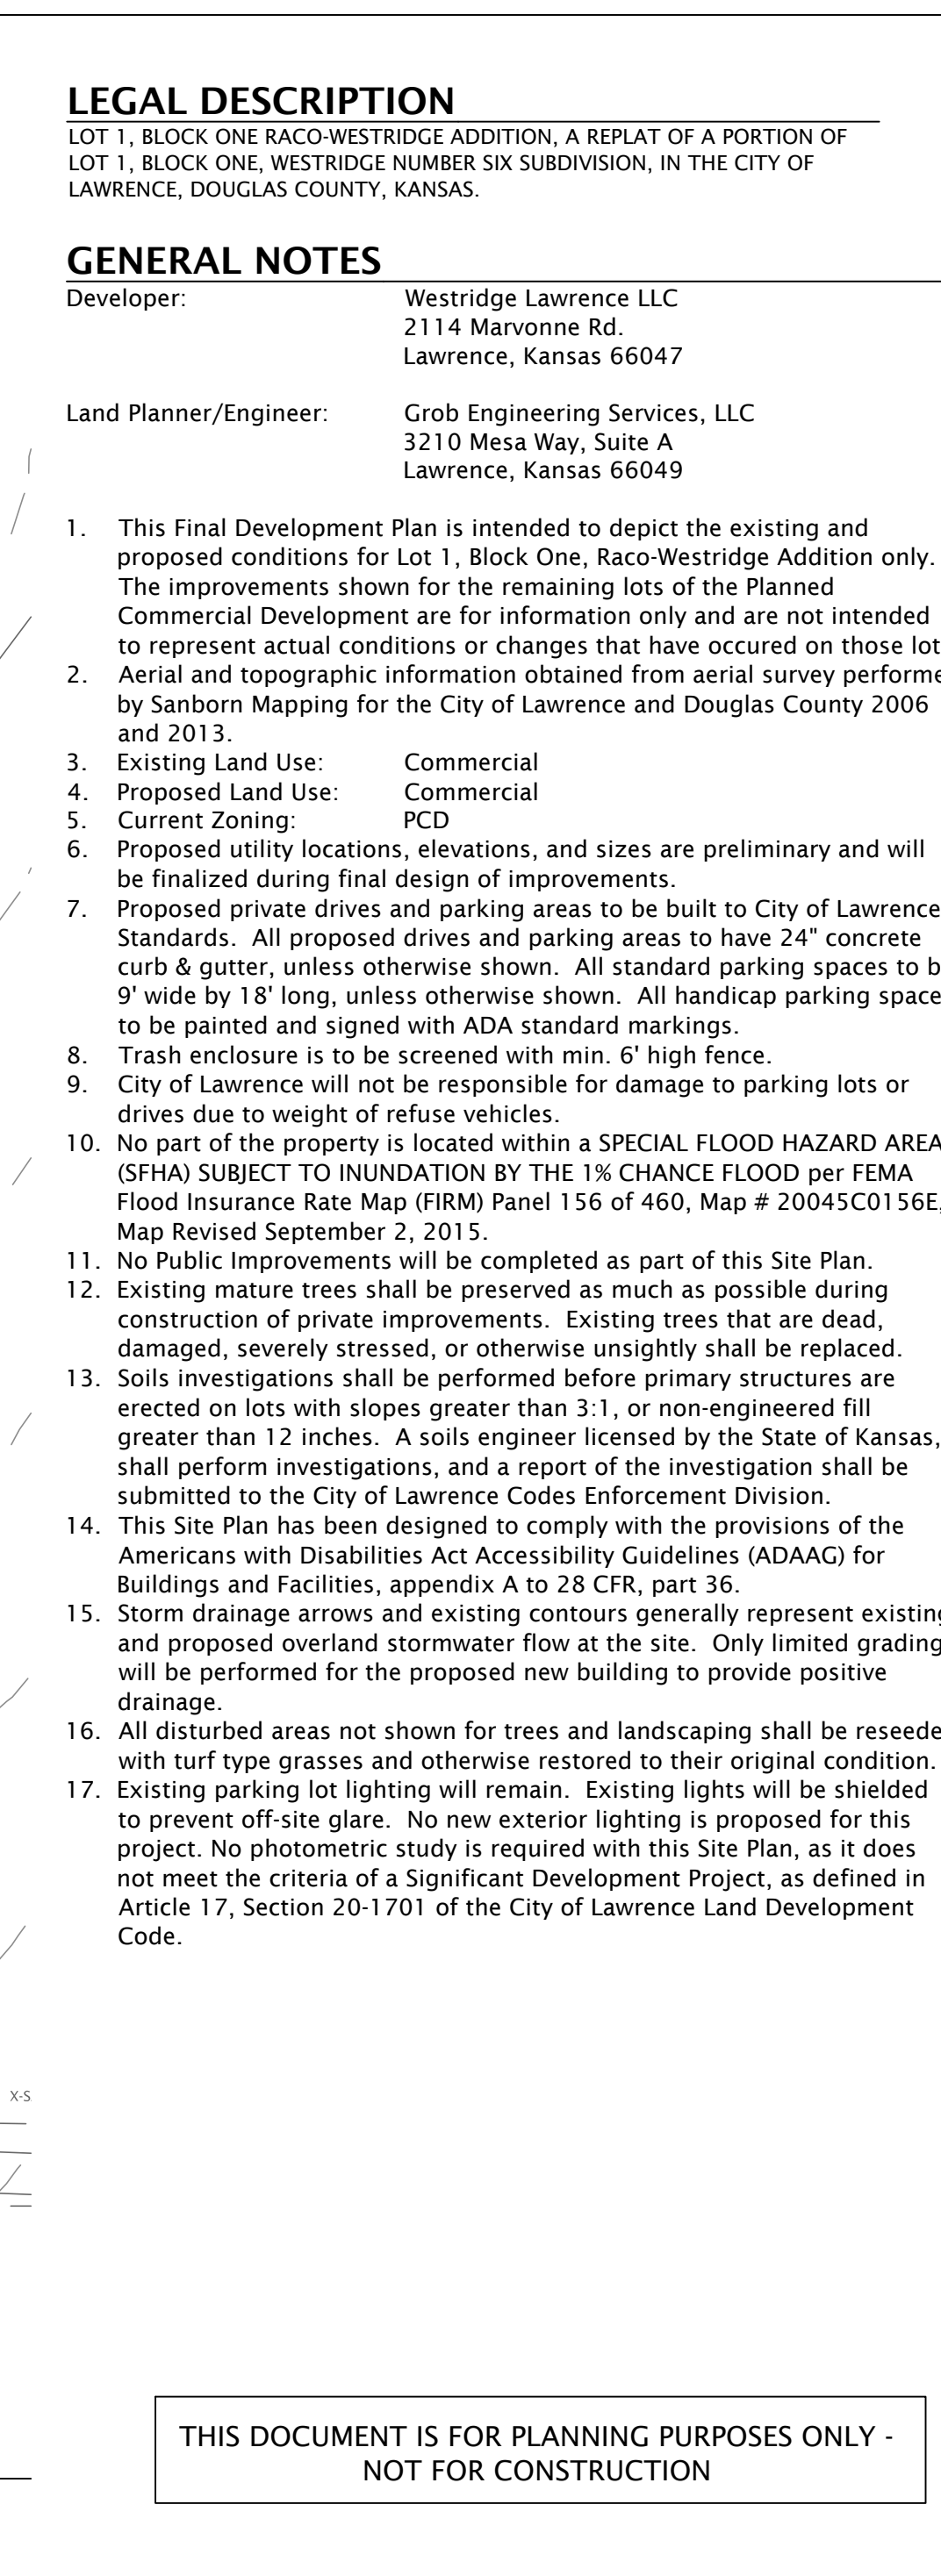 LEGAL DESCRIPTION
LOT 1, BLOCK ONE RACO-WESTRIDGE ADDITION, A REPLAT OF A PORTION OF
LOT 1, BLOCK ONE, WESTRIDGE NUMBER SIX SUBDIVISION, IN THE CITY OF
LAWRENCE, DOUGLAS COUNTY, KANSAS.
GENERAL NOTES
Developer: Westridge Lawrence LLC
2114 Marvonne Rd.
Lawrence, Kansas 66047
Land Planner/Engineer: Grob Engineering Services, LLC
3210 Mesa Way, Suite A
Lawrence, Kansas 66049
1. This Final Development Plan is intended to depict the existing and
proposed conditions for Lot 1, Block One, Raco-Westridge Addition only.
The improvements shown for the remaining lots of the Planned
Commercial Development are for information only and are not intended
to represent actual conditions or changes that have occured on those lot
2. Aerial and topographic information obtained from aerial survey performe
by Sanborn Mapping for the City of Lawrence and Douglas County 2006
and 2013.
3. Existing Land Use: Commercial
4. Proposed Land Use: Commercial
5. Current Zoning: PCD
6. Proposed utility locations, elevations, and sizes are preliminary and will
be finalized during final design of improvements.
7. Proposed private drives and parking areas to be built to City of Lawrence
Standards. All proposed drives and parking areas to have 24" concrete
curb & gutter, unless otherwise shown. All standard parking spaces to b
9' wide by 18' long, unless otherwise shown. All handicap parking space
to be painted and signed with ADA standard markings.
8. Trash enclosure is to be screened with min. 6' high fence.
9. City of Lawrence will not be responsible for damage to parking lots or
drives due to weight of refuse vehicles.
10. No part of the property is located within a SPECIAL FLOOD HAZARD AREA
(SFHA) SUBJECT TO INUNDATION BY THE 1% CHANCE FLOOD per FEMA
Flood Insurance Rate Map (FIRM) Panel 156 of 460, Map # 20045C0156E,
Map Revised September 2, 2015.
11. No Public Improvements will be completed as part of this Site Plan.
12. Existing mature trees shall be preserved as much as possible during
construction of private improvements. Existing trees that are dead,
damaged, severely stressed, or otherwise unsightly shall be replaced.
13. Soils investigations shall be performed before primary structures are
erected on lots with slopes greater than 3:1, or non-engineered fill
greater than 12 inches. A soils engineer licensed by the State of Kansas,
shall perform investigations, and a report of the investigation shall be
submitted to the City of Lawrence Codes Enforcement Division.
14. This Site Plan has been designed to comply with the provisions of the
Americans with Disabilities Act Accessibility Guidelines (ADAAG) for
Buildings and Facilities, appendix A to 28 CFR, part 36.
15. Storm drainage arrows and existing contours generally represent existing
and proposed overland stormwater flow at the site. Only limited grading
will be performed for the proposed new building to provide positive
drainage.
16. All disturbed areas not shown for trees and landscaping shall be reseede
with turf type grasses and otherwise restored to their original condition.
17. Existing parking lot lighting will remain. Existing lights will be shielded
to prevent off-site glare. No new exterior lighting is proposed for this
project. No photometric study is required with this Site Plan, as it does
not meet the criteria of a Significant Development Project, as defined in
Article 17, Section 20-1701 of the City of Lawrence Land Development
Code.
X-S
THIS DOCUMENT IS FOR PLANNING PURPOSES ONLY -
NOT FOR CONSTRUCTION